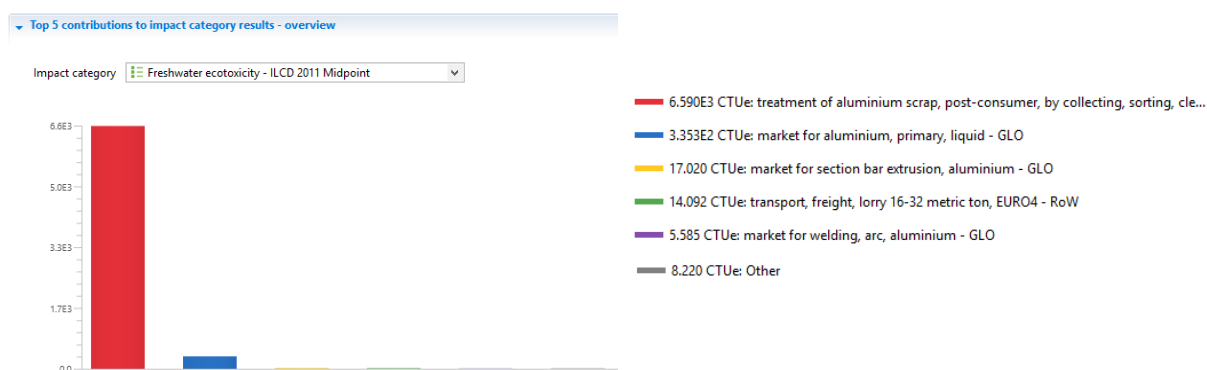 Top 5 contributions to impact category results - overview
Impact category Freshwater ecotoxicity - ILCD 2011 Midpoint
6.6E3
5.0E3
3.3E3
1.7E3
0.0
6.590E3 CTUe: treatment of aluminium scrap, post-consumer, by collecting, sorting, cle...
3.353E2 CTUe: market for aluminium, primary, liquid - GLO
17.020 CTUe: market for section bar extrusion, aluminium - GLO
14.092 CTUe: transport, freight, lorry 16-32 metric ton, EURO4 - RoW
5.585 CTUe: market for welding, arc, aluminium - GLO
8.220 CTUe: Other